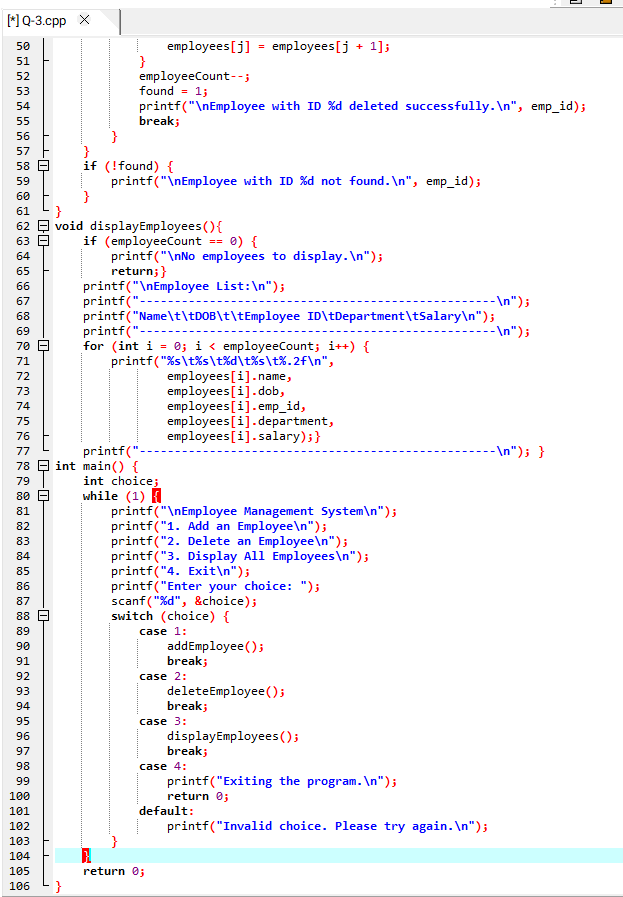 [*] Q-3.cpp
50 employees[j] = employees[j + 1];
51 }
52 employeeCount--;
53 found = 1;
54 printf("\nEmployee with ID %d deleted successfully.\n", emp_id);
55 break;
56 }
57 }
58 if (!found) {
59 printf("\nEmployee with ID %d not found.\n", emp_id);
60 }
61 }
62 void displayEmployees(){
63 if (employeeCount == 0) {
64 printf("\nNo employees to display.\n");
65 return;}
66 printf("\nEmployee List:\n");
67 printf("---------------------------------------------------\n");
68 printf("Name\t\tDOB\t\tEmployee ID\tDepartment\tSalary\n");
69 printf("---------------------------------------------------\n");
70 for (int i = 0; i < employeeCount; i++) {
71 printf("%s\t%s\t%d\t%s\t%.2f\n",
72 employees[i].name,
73 employees[i].dob,
74 employees[i].emp_id,
75 employees[i].department,
76 employees[i].salary);}
77 printf("---------------------------------------------------\n"); }
78 int main() {
79 int choice;
80 while (1) {
81 printf("\nEmployee Management System\n");
82 printf("1. Add an Employee\n");
83 printf("2. Delete an Employee\n");
84 printf("3. Display All Employees\n");
85 printf("4. Exit\n");
86 printf("Enter your choice: ");
87 scanf("%d", &choice);
88 switch (choice) {
89 case 1:
90 addEmployee();
91 break;
92 case 2:
93 deleteEmployee();
94 break;
95 case 3:
96 displayEmployees();
97 break;
98 case 4:
99 printf("Exiting the program.\n");
100 return 0;
101 default:
102 printf("Invalid choice. Please try again.\n");
103 }
104 }
105 return 0;
106 }